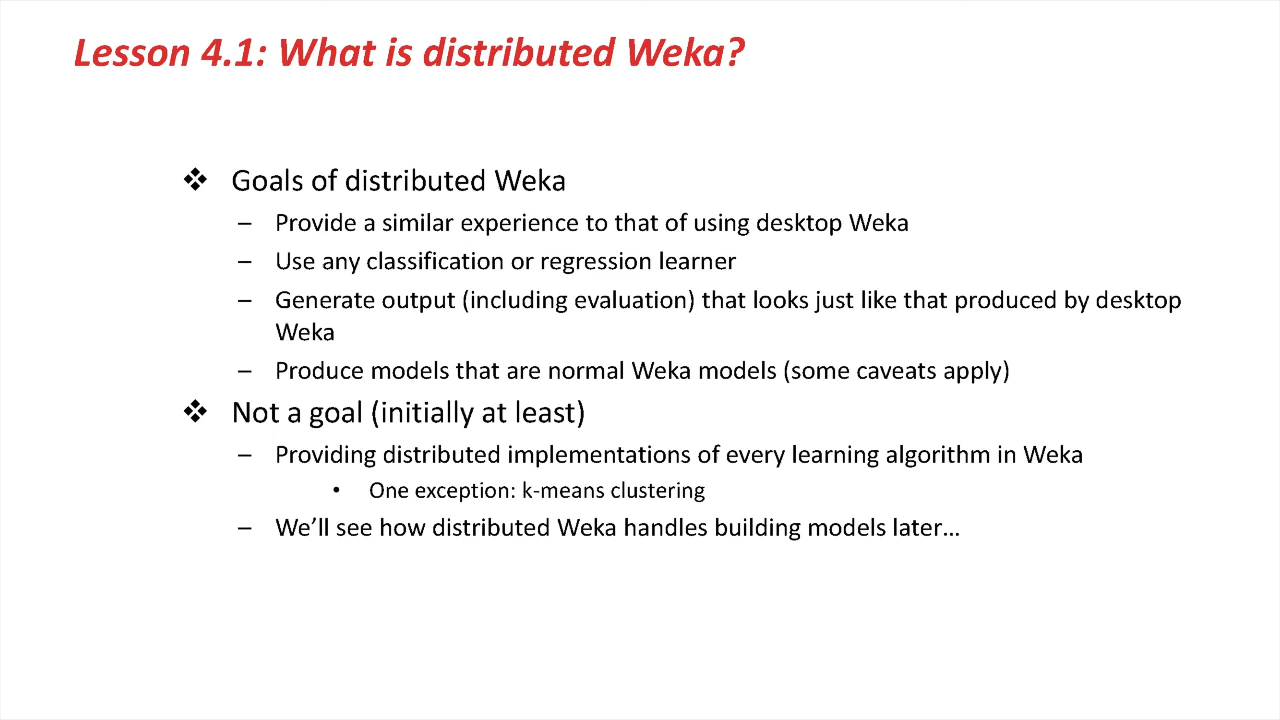 Lesson 4.1: What is distributed Weka?
❖ Goals of distributed Weka
– Provide a similar experience to that of using desktop Weka
– Use any classification or regression learner
– Generate output (including evaluation) that looks just like that produced by desktop
Weka
– Produce models that are normal Weka models (some caveats apply)
❖ Not a goal (initially at least)
– Providing distributed implementations of every learning algorithm in Weka
• One exception: k-means clustering
– We’ll see how distributed Weka handles building models later…